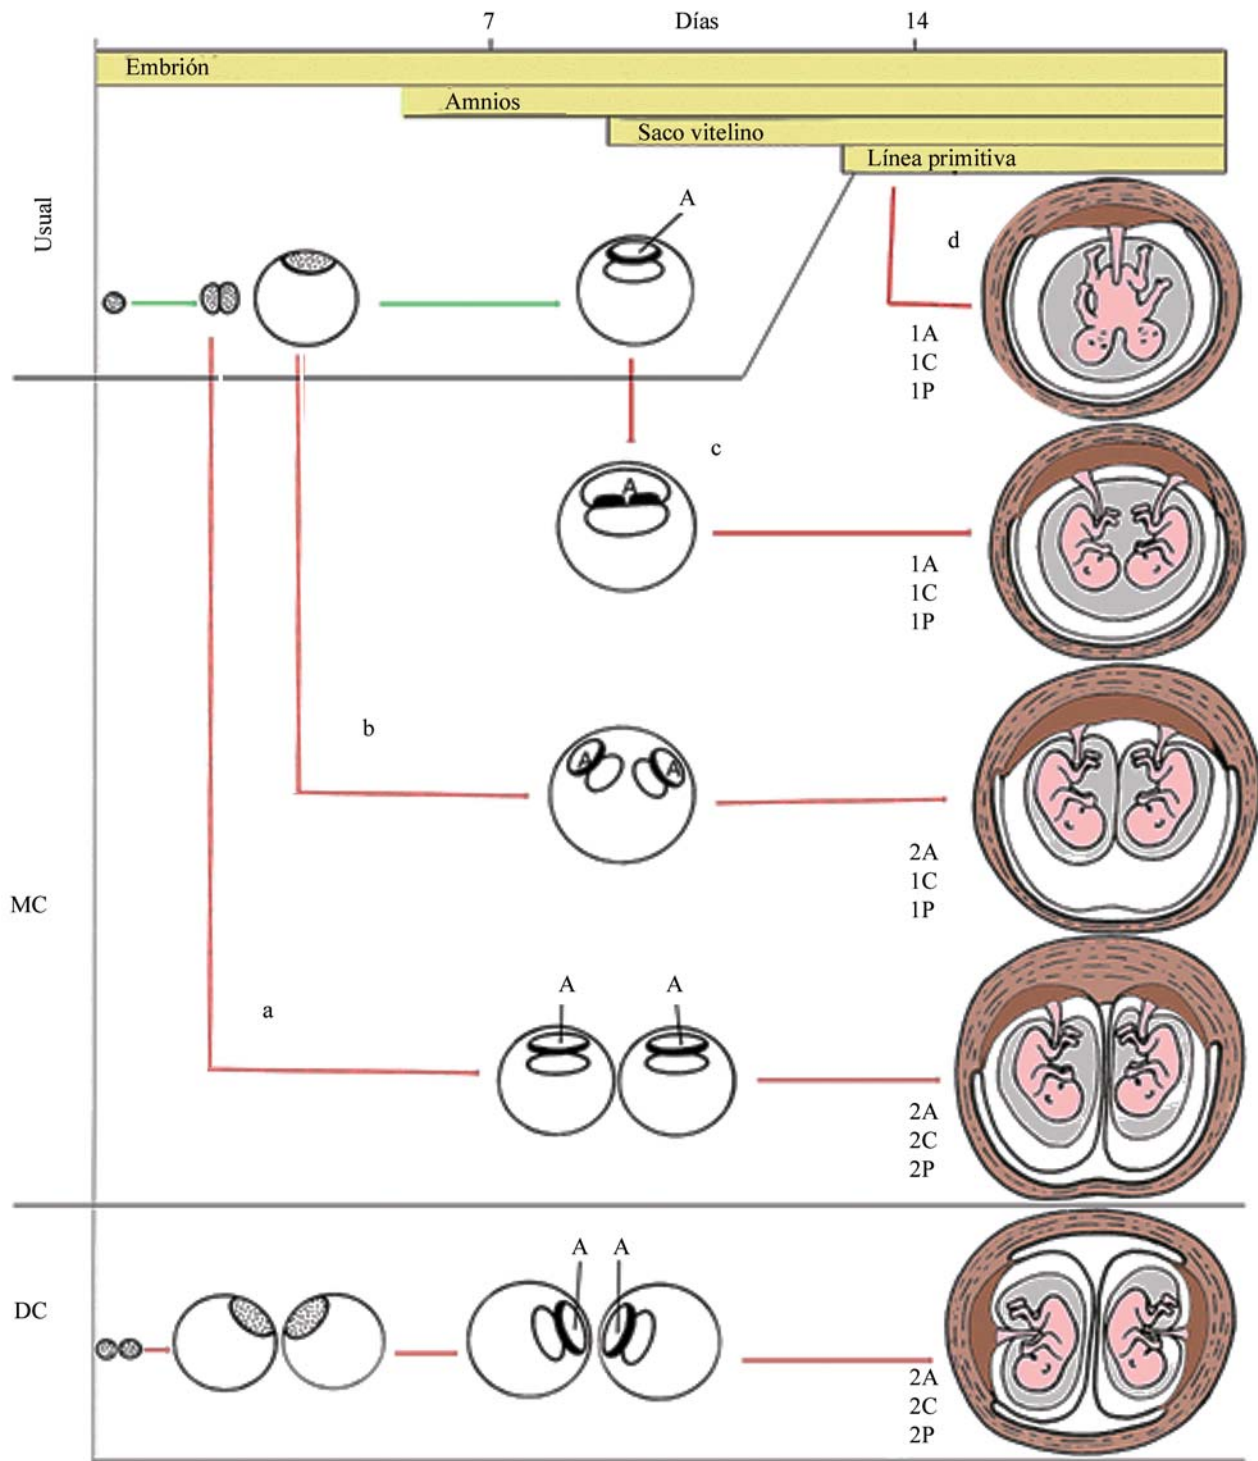 7 Días 14
Embrión
Amnios
Saco vitelino
Línea primitiva
Usual
A
d
1A
1C
1P
c
A
1A
1C
1P
b
A A
2A
1C
1P
MC
a
A A
2A
2C
2P
DC
A A
2A
2C
2P